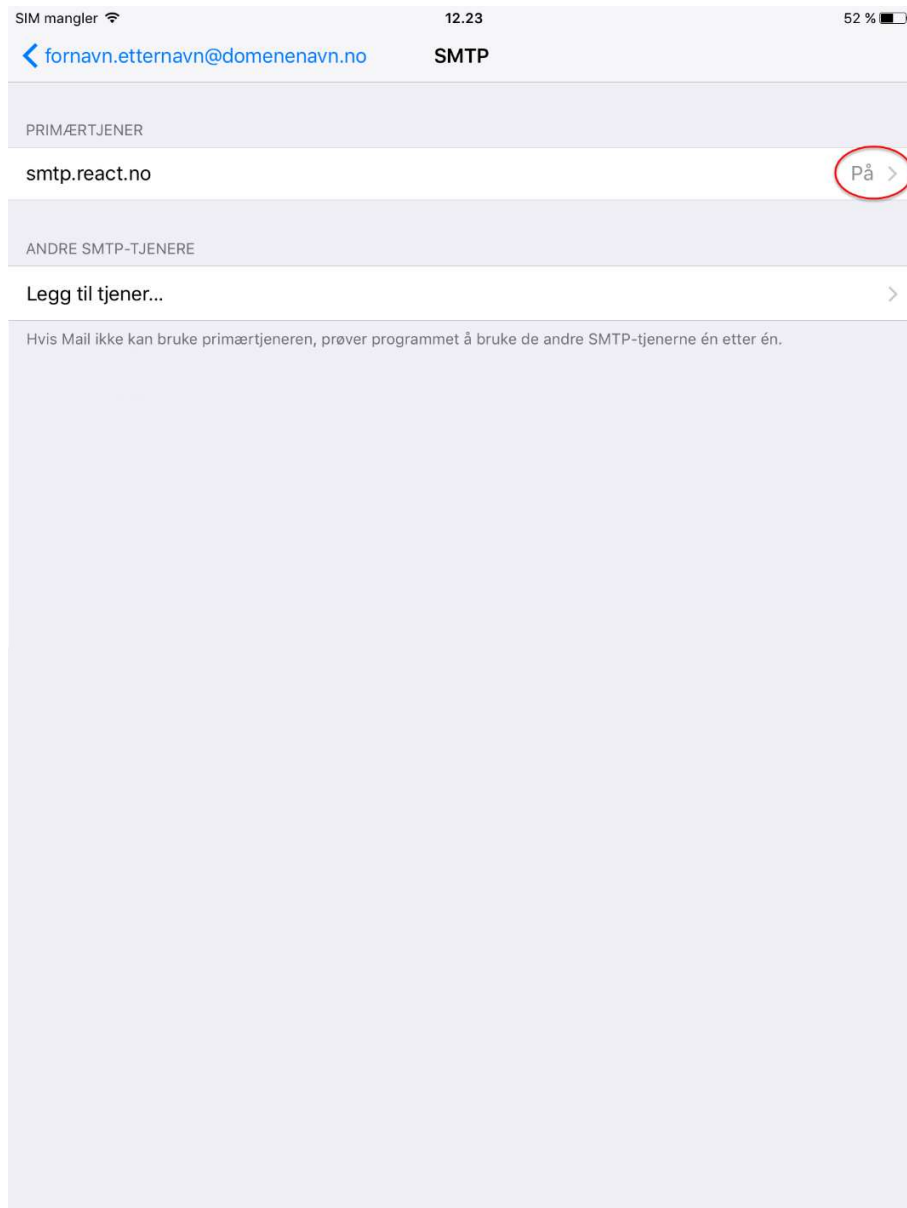 SIM mangler 12.23 52 %
fornavn.etternavn@domenenavn.no SMTP
PRIMÆRTJENER
smtp.react.no På
ANDRE SMTP-TJENERE
Legg til tjener...
Hvis Mail ikke kan bruke primærtjeneren, prøver programmet å bruke de andre SMTP-tjenerne én etter én.